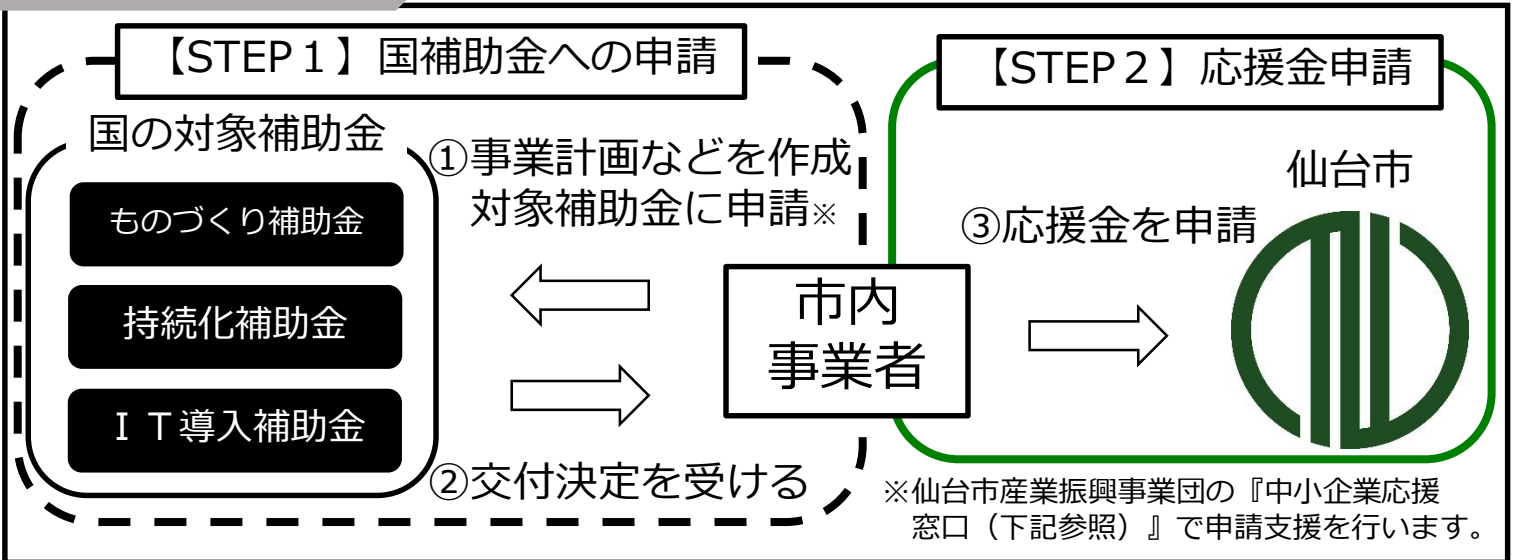 【STEP１】国補助金への申請
国の対象補助金
ものづくり補助金
持続化補助金
ＩＴ導入補助金
①事業計画などを作成
対象補助金に申請※
②交付決定を受ける
市内
事業者
【STEP２】応援金申請
③応援金を申請
仙台市
※仙台市産業振興事業団の『中小企業応援
窓口（下記参照）』で申請支援を行います。